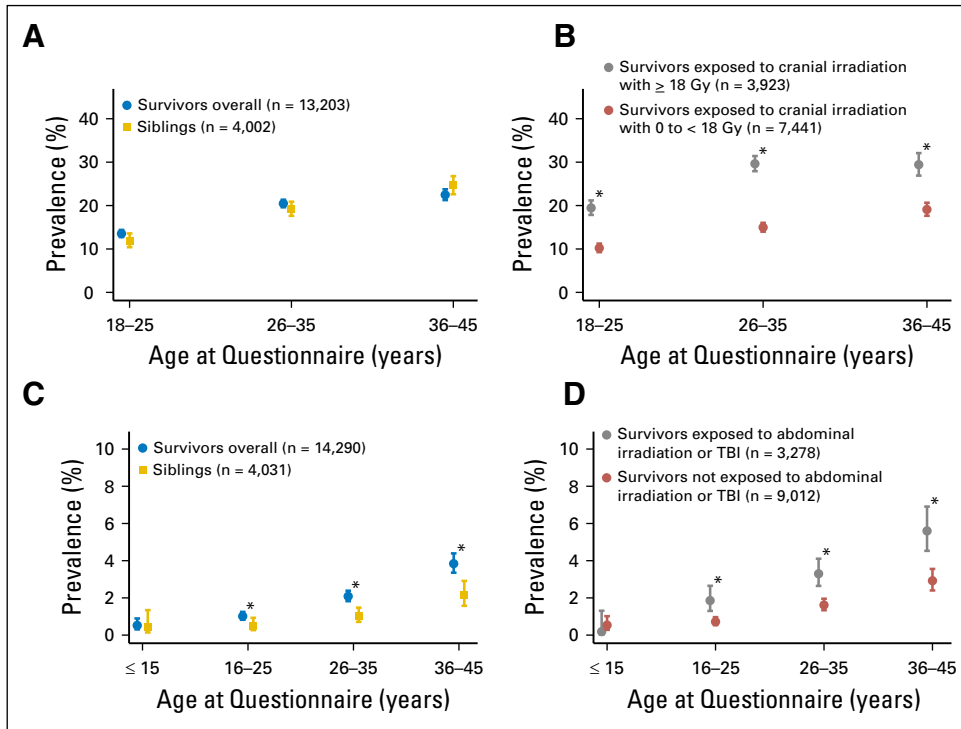 A
Survivors overall (n = 13,203)
Siblings (n = 4,002)
Prevalence (%)
40
30
20
10
0
18–25
26–35
36–45
Age at Questionnaire (years)
B
Survivors exposed to cranial irradiation
with ≥ 18 Gy (n = 3,923)
Survivors exposed to cranial irradiation
with 0 to < 18 Gy (n = 7,441)
Prevalence (%)
40
30
20
10
0
*
*
*
18–25
26–35
36–45
Age at Questionnaire (years)
C
Survivors overall (n = 14,290)
Siblings (n = 4,031)
Prevalence (%)
10
8
6
4
2
0
*
*
*
≤ 15
16–25
26–35
36–45
Age at Questionnaire (years)
D
Survivors exposed to abdominal
irradiation or TBI
(n = 3,278)
Survivors not exposed to abdominal
irradiation or TBI (n = 9,012)
Prevalence (%)
10
8
6
4
2
0
*
*
*
≤ 15
16–25
26–35
36–45
Age at Questionnaire (years)